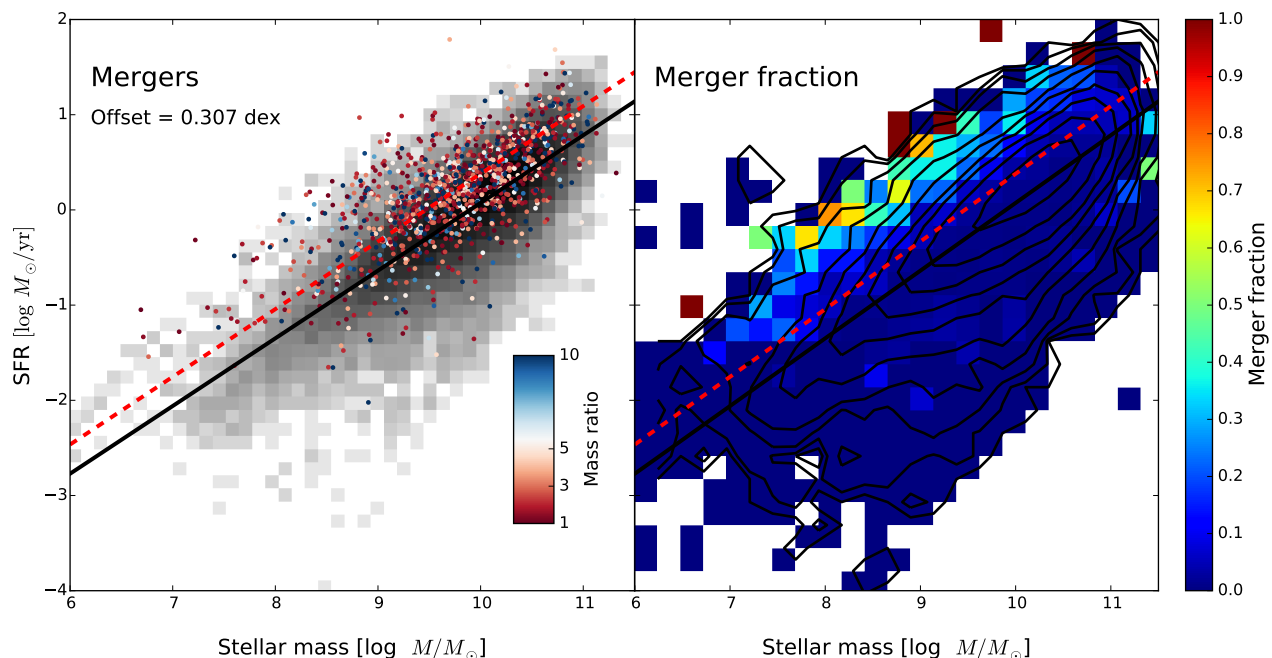 Mergers
Offset = 0.307 dex
SFR [log M⊙/yr]
2
1
0
−1
−2
−3
−4
10
5
3
1
Mass ratio
6 7 8 9 10 11
Stellar mass [log M/M⊙]
Merger fraction
6 7 8 9 10 11
Stellar mass [log M/M⊙]
1.0
0.9
0.8
0.7
0.6
0.5
0.4
0.3
0.2
0.1
0.0
Merger fraction